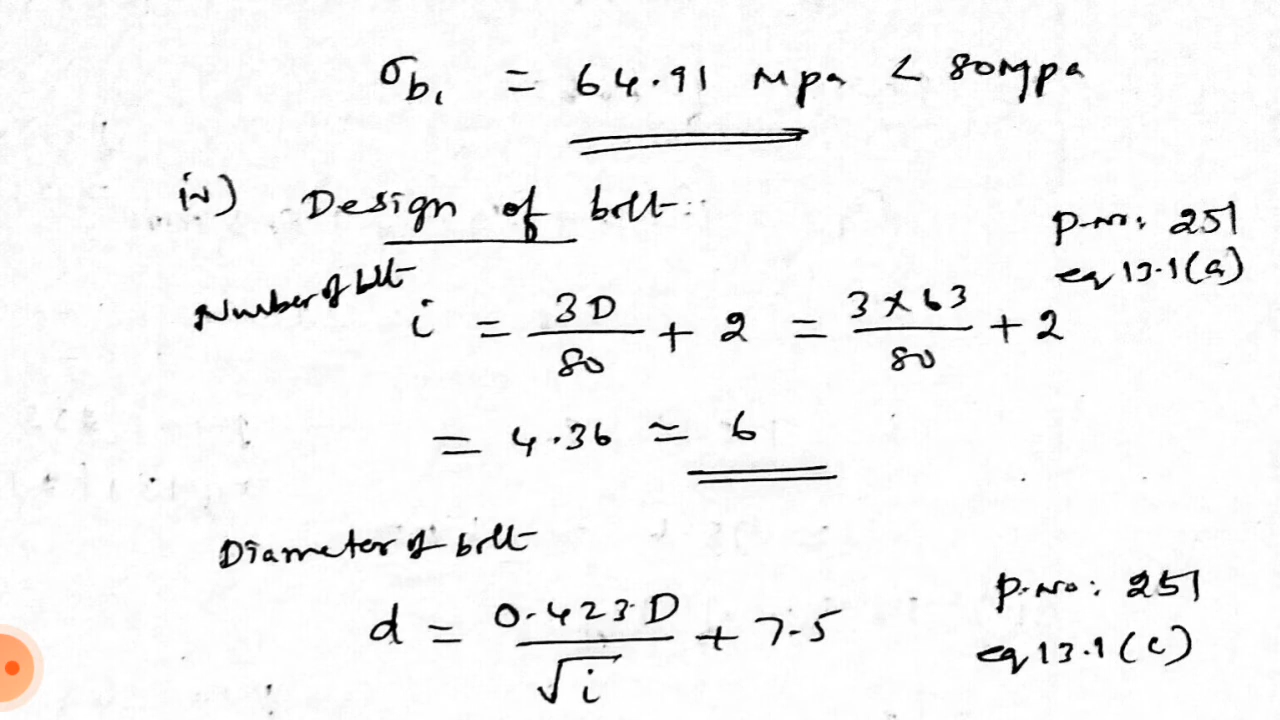 σb₁ = 64.91 Mpa < 80Mpa
iv) Design of bolt:
p.no: 251
eq 13.1(a)
Number of bolt i = 3D/80 + 2 = 3×63/80 + 2
= 4.36 ≈ 6
Diameter of bolt
d = 0.423D/√i + 7.5
p.no: 251
eq 13.1(c)